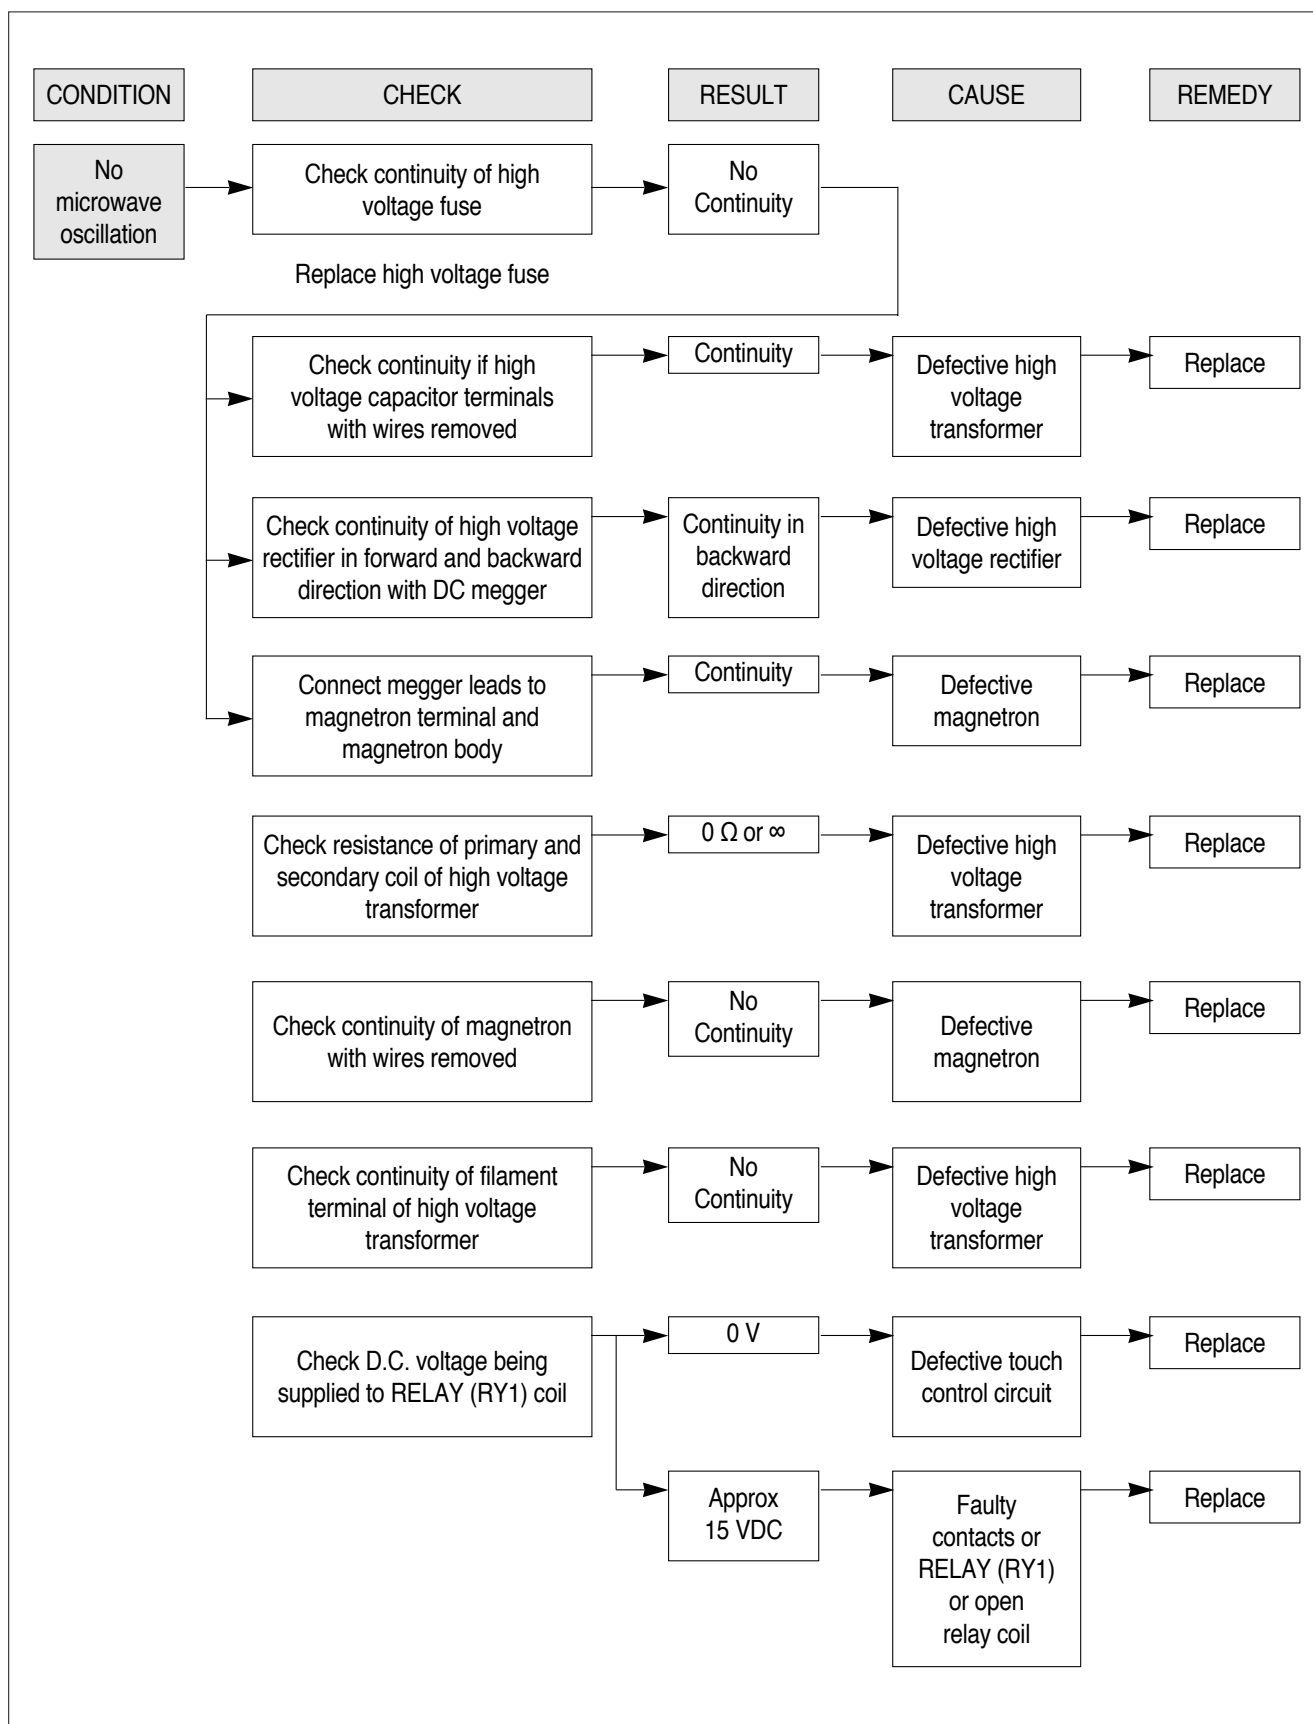 CONDITION
CHECK
RESULT
CAUSE
REMEDY
No
microwave
oscillation
Check continuity of high
voltage fuse
No
Continuity
Replace high voltage fuse
Check continuity if high
voltage capacitor terminals
with wires removed
Continuity
Defective high
voltage
transformer
Replace
Check continuity of high voltage
rectifier in forward and backward
direction with DC megger
Continuity in
backward
direction
Defective high
voltage rectifier
Replace
Connect megger leads to
magnetron terminal and
magnetron body
Continuity
Defective
magnetron
Replace
Check resistance of primary and
secondary coil of high voltage
transformer
0 Ω or ∞
Defective high
voltage
transformer
Replace
Check continuity of magnetron
with wires removed
No
Continuity
Defective
magnetron
Replace
Check continuity of filament
terminal of high voltage
transformer
No
Continuity
Defective high
voltage
transformer
Replace
Check D.C. voltage being
supplied to RELAY (RY1) coil
0 V
Defective touch
control circuit
Replace
Approx
15 VDC
Faulty
contacts or
RELAY (RY1)
or open
relay coil
Replace